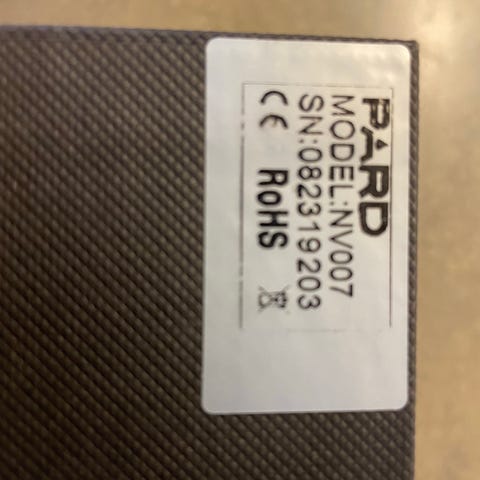 PARD
MODEL:NV007
SN:082319203
CE RoHS